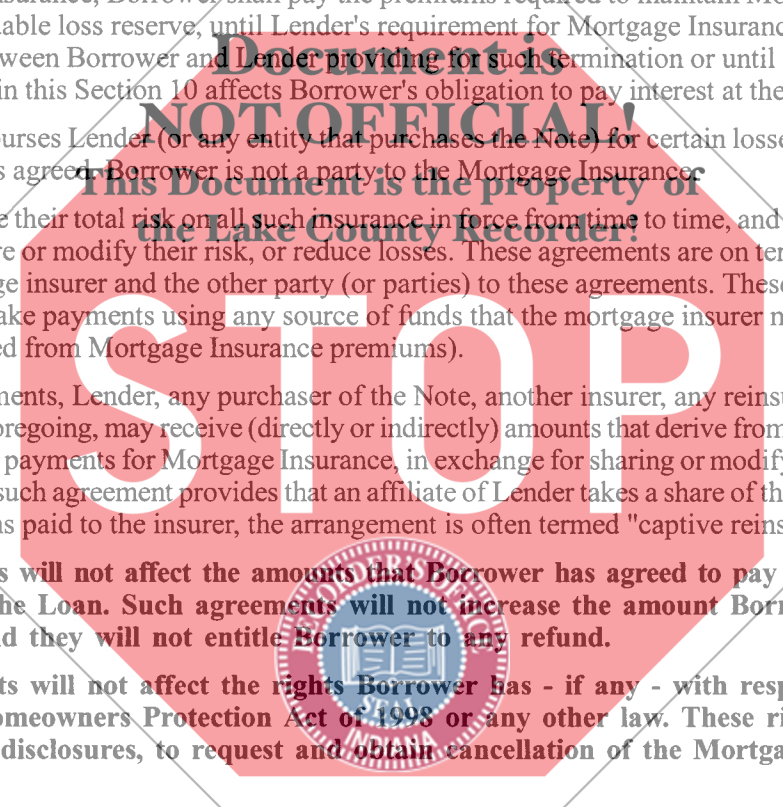 surance, Borrower shall pay the premiums required to maintain Mo
able loss reserve, until Lender's requirement for Mortgage Insuranc
ween Borrower and Lender providing for such termination or until
in this Section 10 affects Borrower's obligation to pay interest at the
urses Lender (or any entity that purchases the Note) for certain losse
s agreed. Borrower is not a party to the Mortgage Insurance.
e their total risk on all such insurance in force from time to time, and
re or modify their risk, or reduce losses. These agreements are on ter
ge insurer and the other party (or parties) to these agreements. These
ake payments using any source of funds that the mortgage insurer n
ed from Mortgage Insurance premiums).
ments, Lender, any purchaser of the Note, another insurer, any reinsu
oregoing, may receive (directly or indirectly) amounts that derive from
payments for Mortgage Insurance, in exchange for sharing or modify
such agreement provides that an affiliate of Lender takes a share of th
ns paid to the insurer, the arrangement is often termed "captive reins
s will not affect the amounts that Borrower has agreed to pay
he Loan. Such agreements will not increase the amount Borr
d they will not entitle Borrower to any refund.
ts will not affect the rights Borrower has - if any - with resp
omeowners Protection Act of 1998 or any other law. These ri
disclosures, to request and obtain cancellation of the Mortga
Document is
NOT OFFICIAL!
This Document is the property of
the Lake County Recorder!
STOP
RECORDER'S OFFICE
SEAL
INDIANA